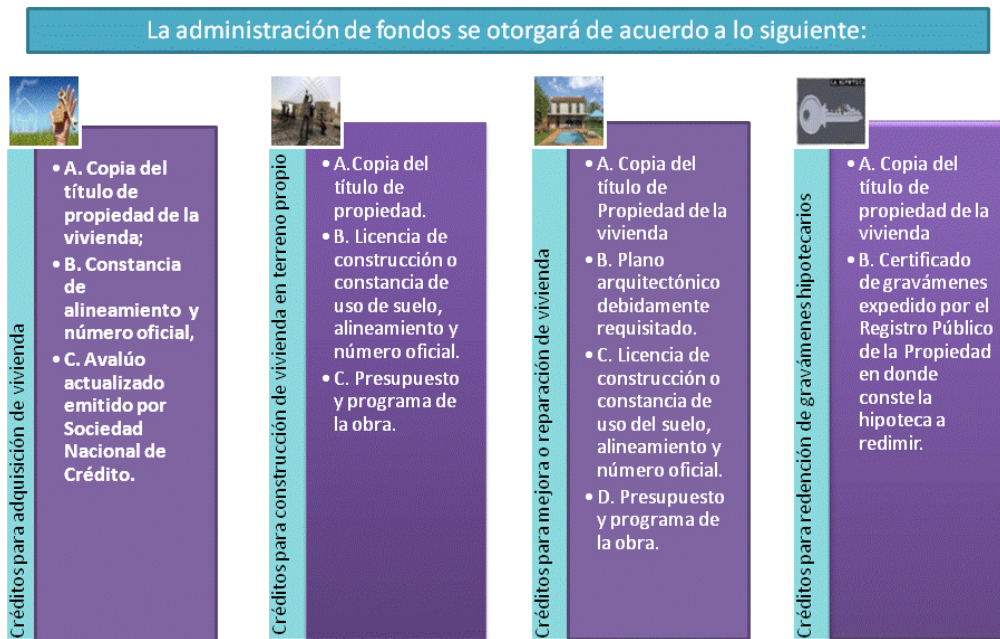 La administración de fondos se otorgará de acuerdo a lo siguiente:
Créditos para adquisición de vivienda
• A. Copia del
título de
propiedad de la
vivienda;
• B. Constancia
de
alineamiento y
número oficial,
• C. Avalúo
actualizado
emitido por
Sociedad
Nacional de
Crédito.
Créditos para construcción de vivienda en terreno propio
• A. Copia del
título de
propiedad.
• B. Licencia de
construcción o
constancia de
uso de suelo,
alineamiento y
número oficial.
• C. Presupuesto
y programa de
la obra.
Créditos para mejora o reparación de vivienda
• A. Copia del
título de
Propiedad de la
vivienda
• B. Plano
arquitectónico
debidamente
requisitado.
• C. Licencia de
construcción o
constancia de
uso del suelo,
alineamiento y
número oficial.
• D. Presupuesto
y programa de
la obra.
LA HIPOTECA
Créditos para redención de gravámenes hipotecarios
• A. Copia del
título de
propiedad de la
vivienda
• B. Certificado
de gravámenes
expedido por el
Registro Público
de la Propiedad
en donde
conste la
hipoteca a
redimir.